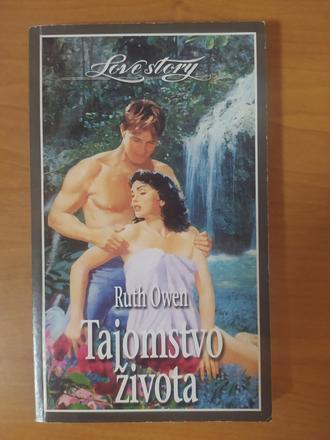 Love story
Ruth Owen
Tajomstvo
života